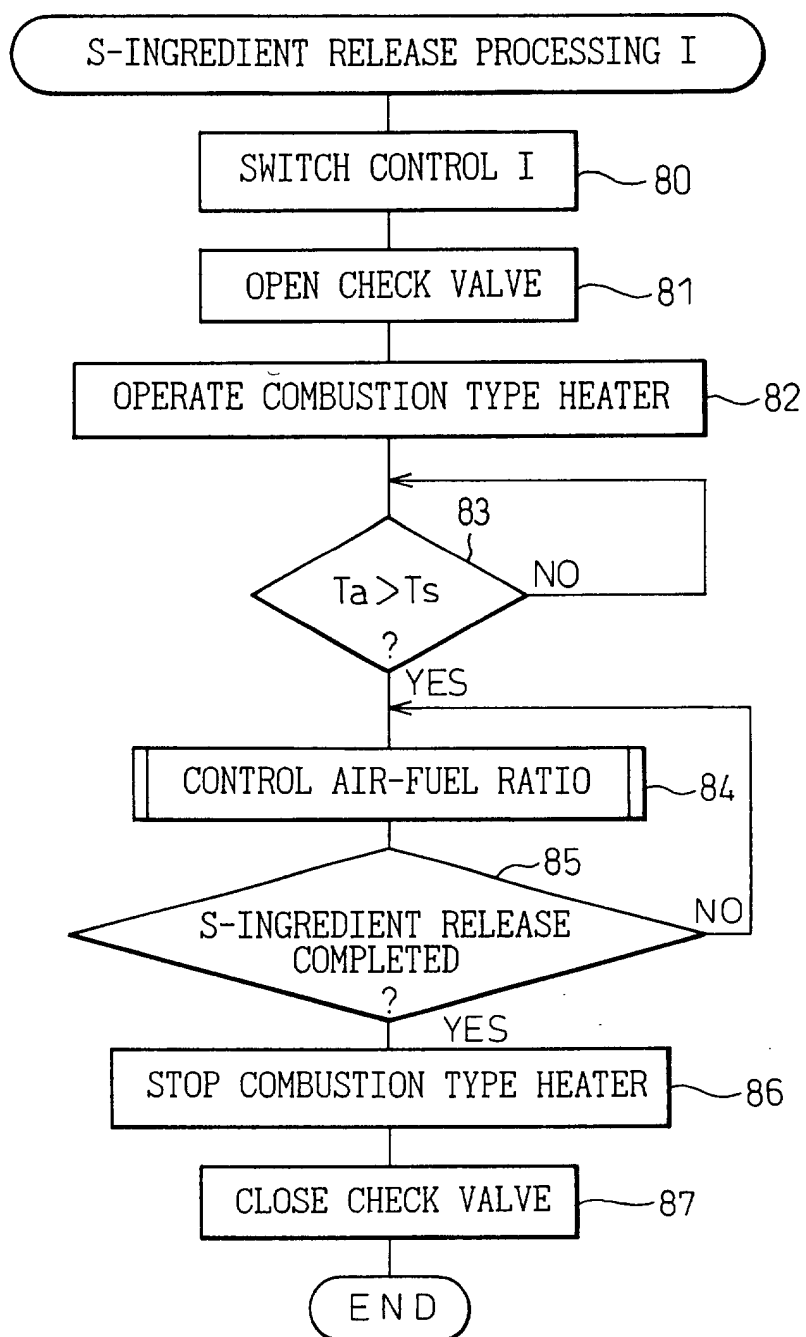 S-INGREDIENT RELEASE PROCESSING I
SWITCH CONTROL I
80
OPEN CHECK VALVE
81
OPERATE COMBUSTION TYPE HEATER
82
83
Ta>Ts
?
NO
YES
CONTROL AIR-FUEL RATIO
84
85
S-INGREDIENT RELEASE
COMPLETED
?
NO
YES
STOP COMBUSTION TYPE HEATER
86
CLOSE CHECK VALVE
87
END